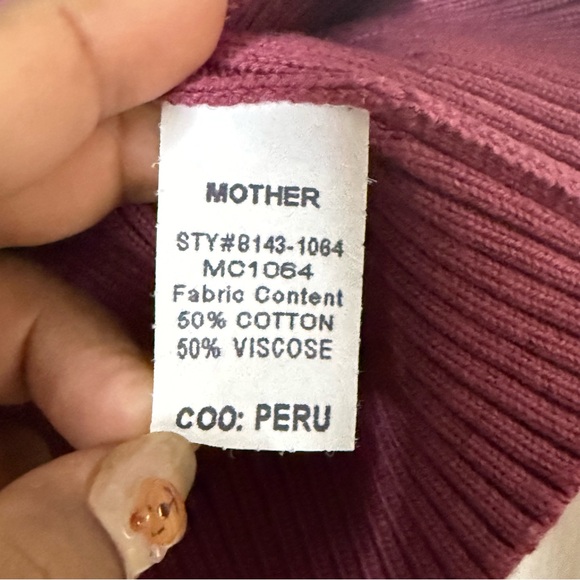 MOTHER
STY#8143-1064
MC1064
Fabric Content
50% COTTON
50% VISCOSE
COO: PERU